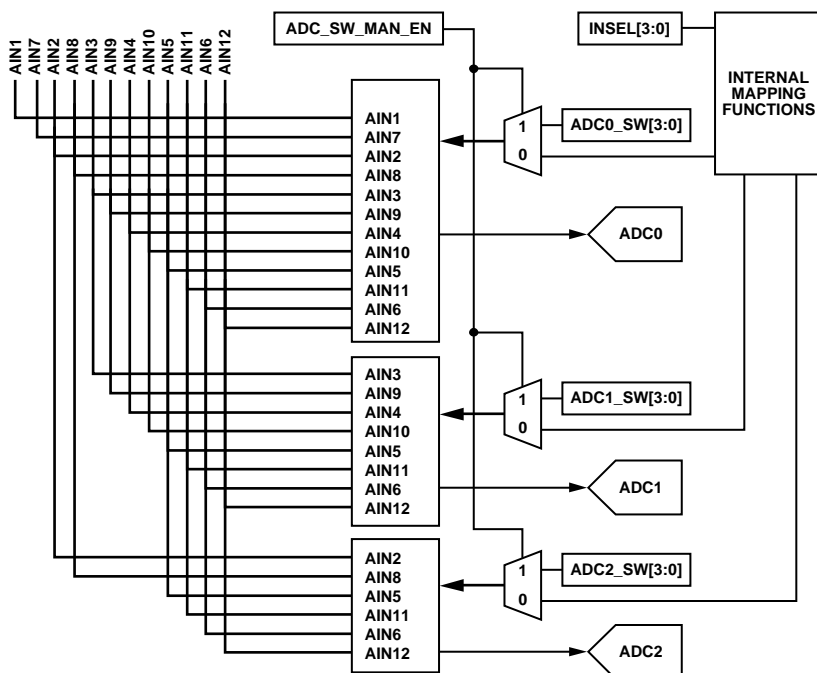 ADC_SW_MAN_EN
INSEL[3:0]
INTERNAL
MAPPING
FUNCTIONS
AIN1
AIN7
AIN2
AIN8
AIN3
AIN9
AIN4
AIN10
AIN5
AIN11
AIN6
AIN12
AIN1
AIN7
AIN2
AIN8
AIN3
AIN9
AIN4
AIN10
AIN5
AIN11
AIN6
AIN12
1
0
ADC0_SW[3:0]
ADC0
AIN3
AIN9
AIN4
AIN10
AIN5
AIN11
AIN6
AIN12
1
0
ADC1_SW[3:0]
ADC1
AIN2
AIN8
AIN5
AIN11
AIN6
AIN12
1
0
ADC2_SW[3:0]
ADC2